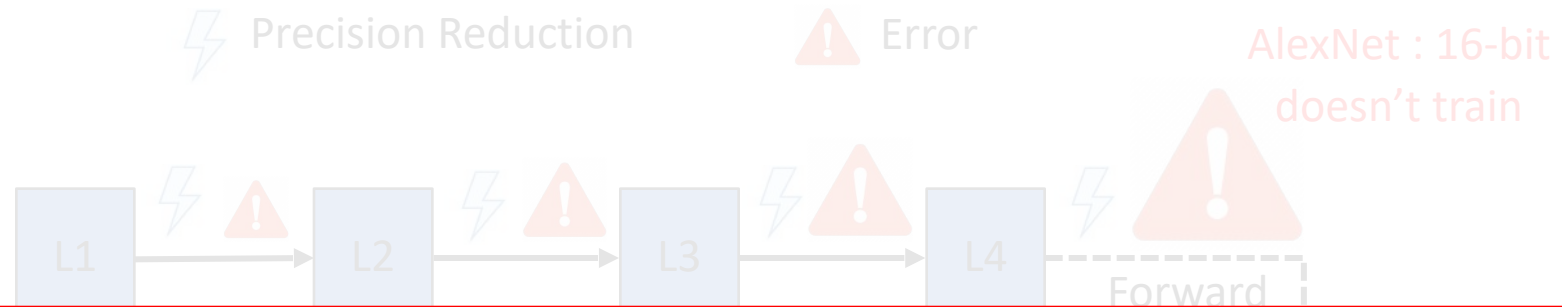 Precision Reduction
Error
AlexNet : 16-bit
doesn't train
L1
L2
L3
L4
Forward